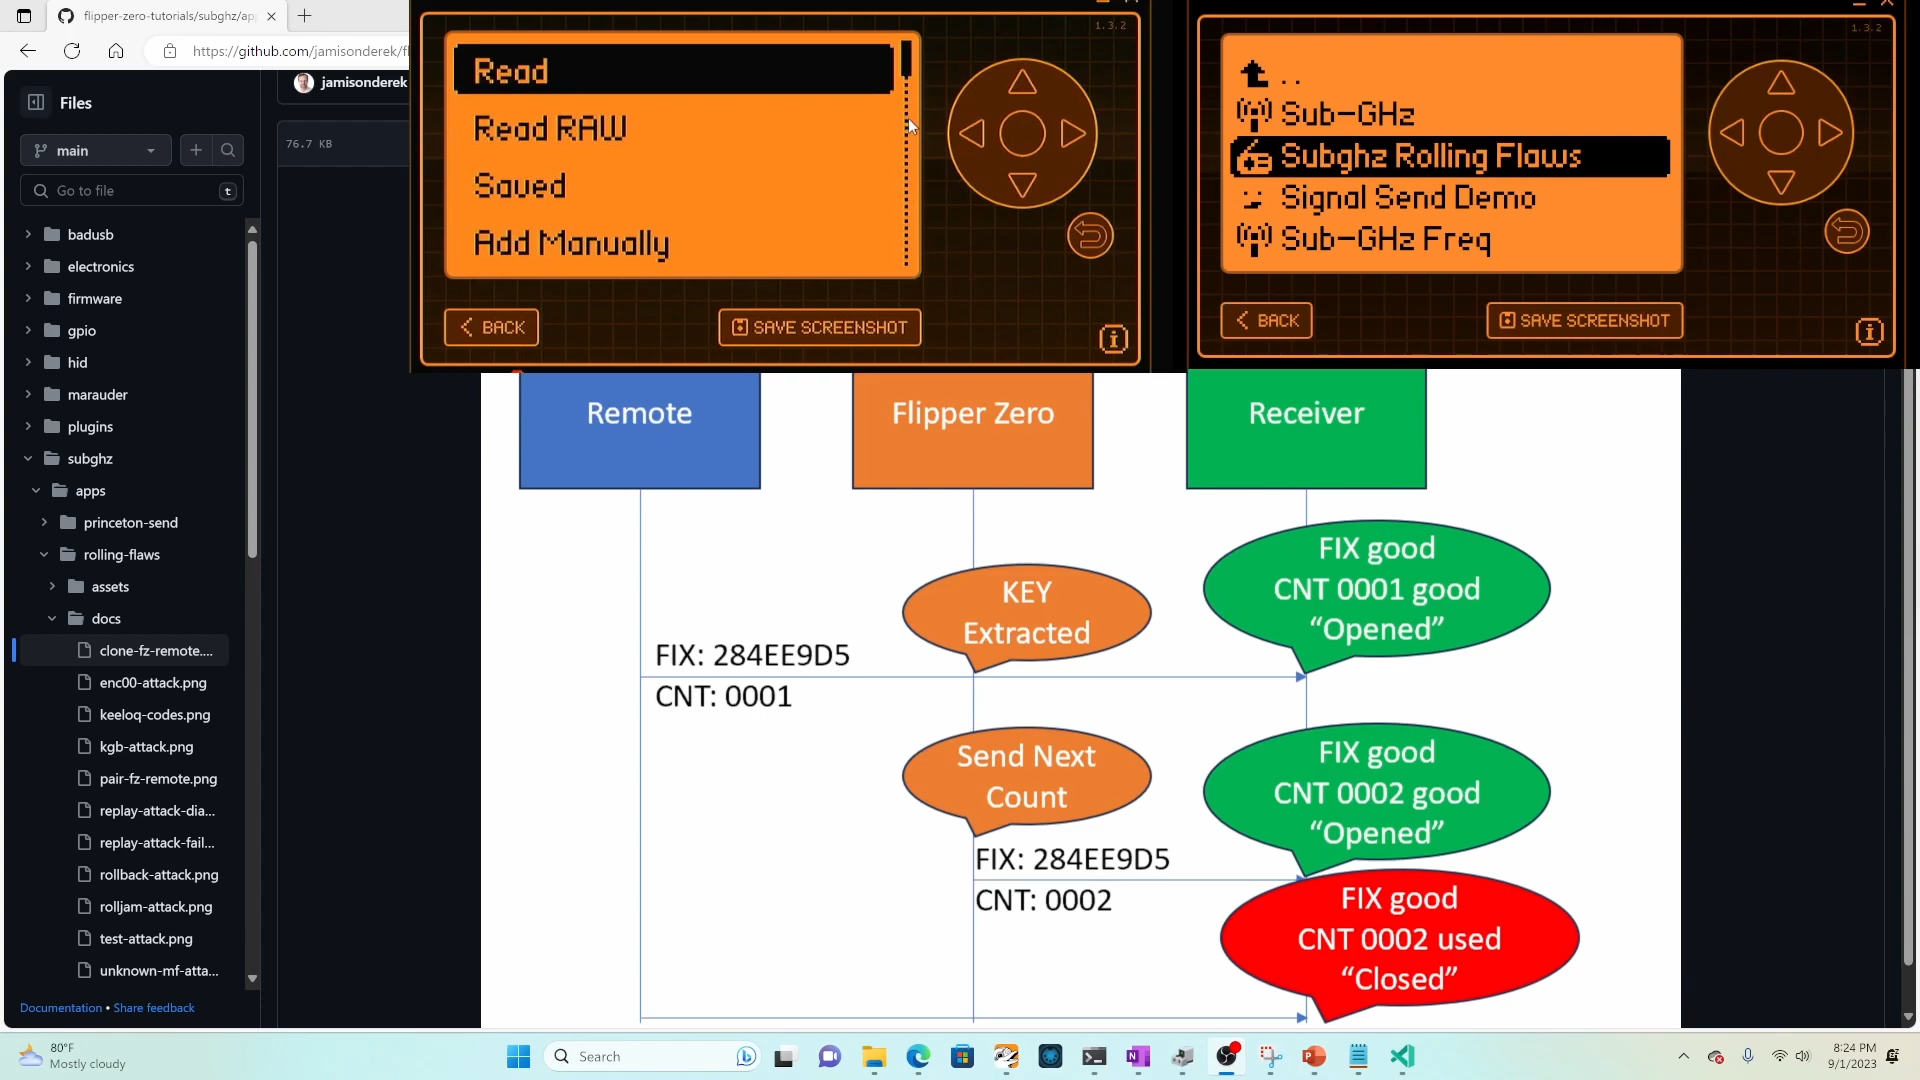 flipper-zero-tutorials/subghz/ap
https://github.com/jamisonderek/fl
Files
main
Go to file
t
badusb
electronics
firmware
gpio
hid
marauder
plugins
subghz
apps
princeton-send
rolling-flaws
assets
docs
clone-fz-remote....
enc00-attack.png
keeloq-codes.png
kgb-attack.png
pair-fz-remote.png
replay-attack-dia...
replay-attack-fail...
rollback-attack.png
rolljam-attack.png
test-attack.png
unknown-mf-atta...
Documentation • Share feedback
jamisonderek
76.7 KB
1.3.2
Read
Read RAW
Saved
Add Manually
BACK
SAVE SCREENSHOT
1.3.2
..
Sub-GHz
Subghz Rolling Flaws
Signal Send Demo
Sub-GHz Freq
BACK
SAVE SCREENSHOT
Remote
Flipper Zero
Receiver
FIX good
CNT 0001 good
“Opened”
KEY
Extracted
FIX: 284EE9D5
CNT: 0001
FIX good
CNT 0002 good
“Opened”
Send Next
Count
FIX: 284EE9D5
CNT: 0002
FIX good
CNT 0002 used
“Closed”
80°F
Mostly cloudy
Search
8:24 PM
9/1/2023